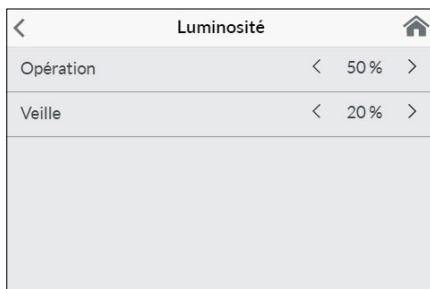 Luminosité
Opération < 50 % >
Veille < 20 % >